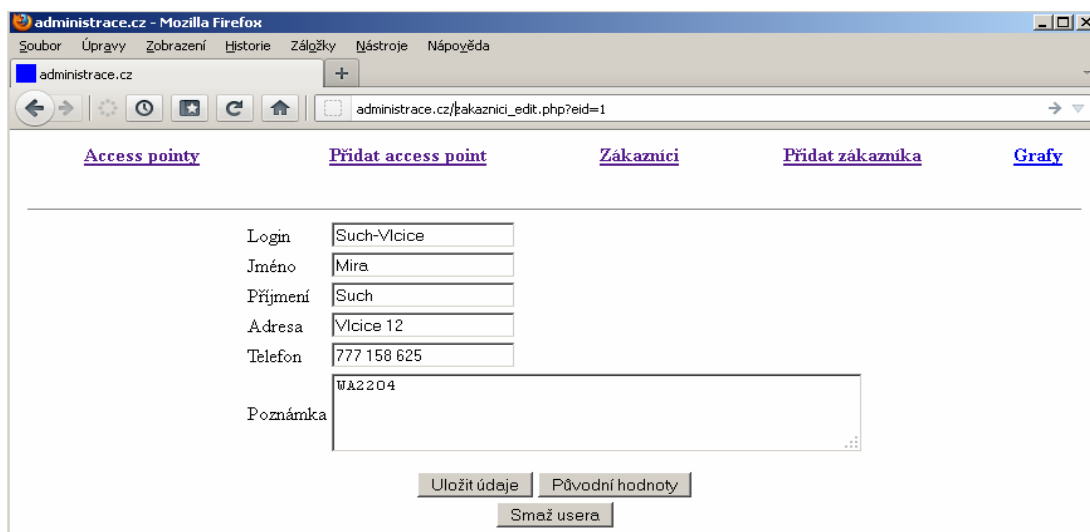 administrace.cz - Mozilla Firefox
Soubor Úpravy Zobrazení Historie Záložky Nástroje Nápověda
administrace.cz +
administrace.cz/zakaznici_edit.php?eid=1
Access pointy Přidat access point Zákazníci Přidat zákazníka Grafy
Login Such-Vlcice
Jméno Mira
Příjmení Such
Adresa Vlcice 12
Telefon 777 158 625
Poznámka WA2204
Uložit údaje Původní hodnoty
Smaž usera